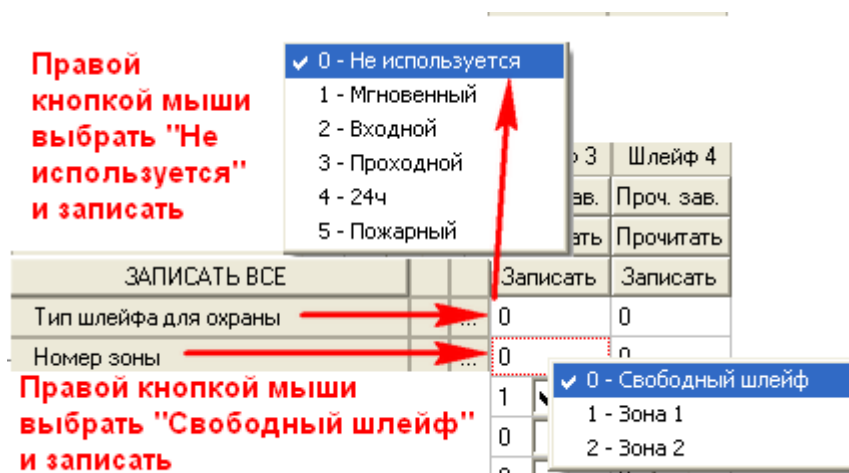 Правой
кнопкой мыши
выбрать "Не
используется"
и записать
0 - Не используется
1 - Мгновенный
2 - Входной
3 - Проходной
4 - 24ч
5 - Пожарный
3 Шлейф 4
ав. Проч. зав.
ать Прочитать
ЗАПИСАТЬ ВСЕ Записать Записать
Тип шлейфа для охраны ... 0 0
Номер зоны ... 0 0
Правой кнопкой мыши
выбрать "Свободный шлейф"
и записать
1
0
0 - Свободный шлейф
1 - Зона 1
2 - Зона 2